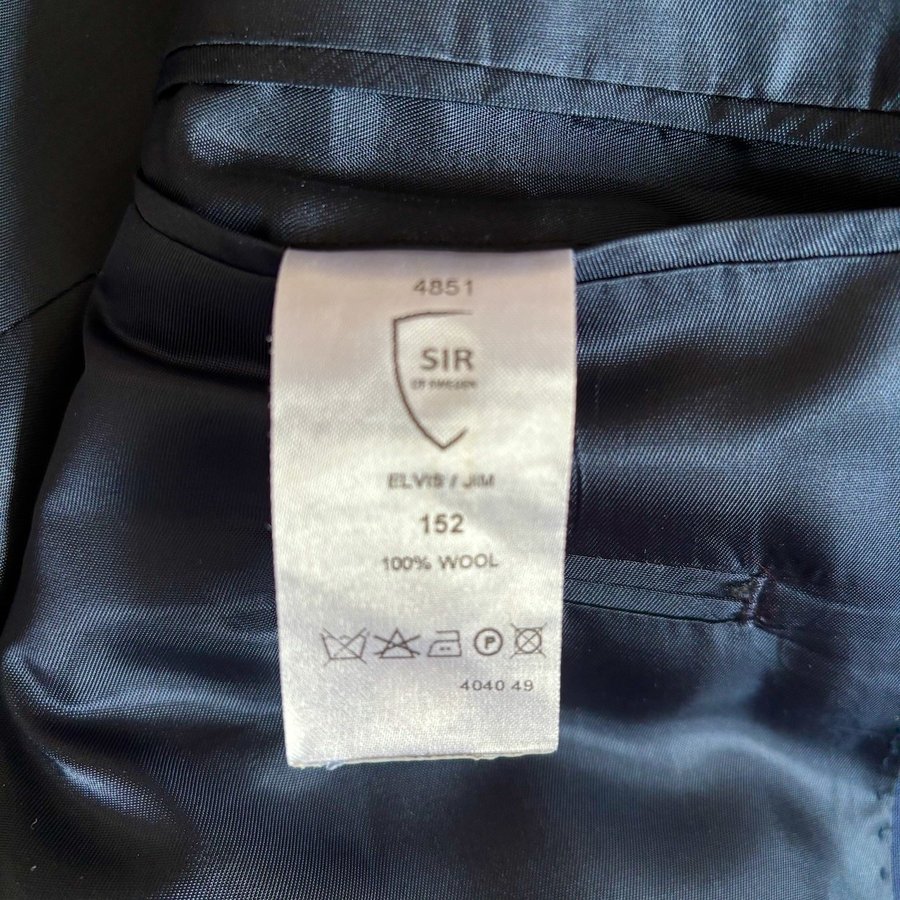 4851
SIR
OF SWEDEN
ELVIS / JIM
152
100% WOOL
P
4040 49